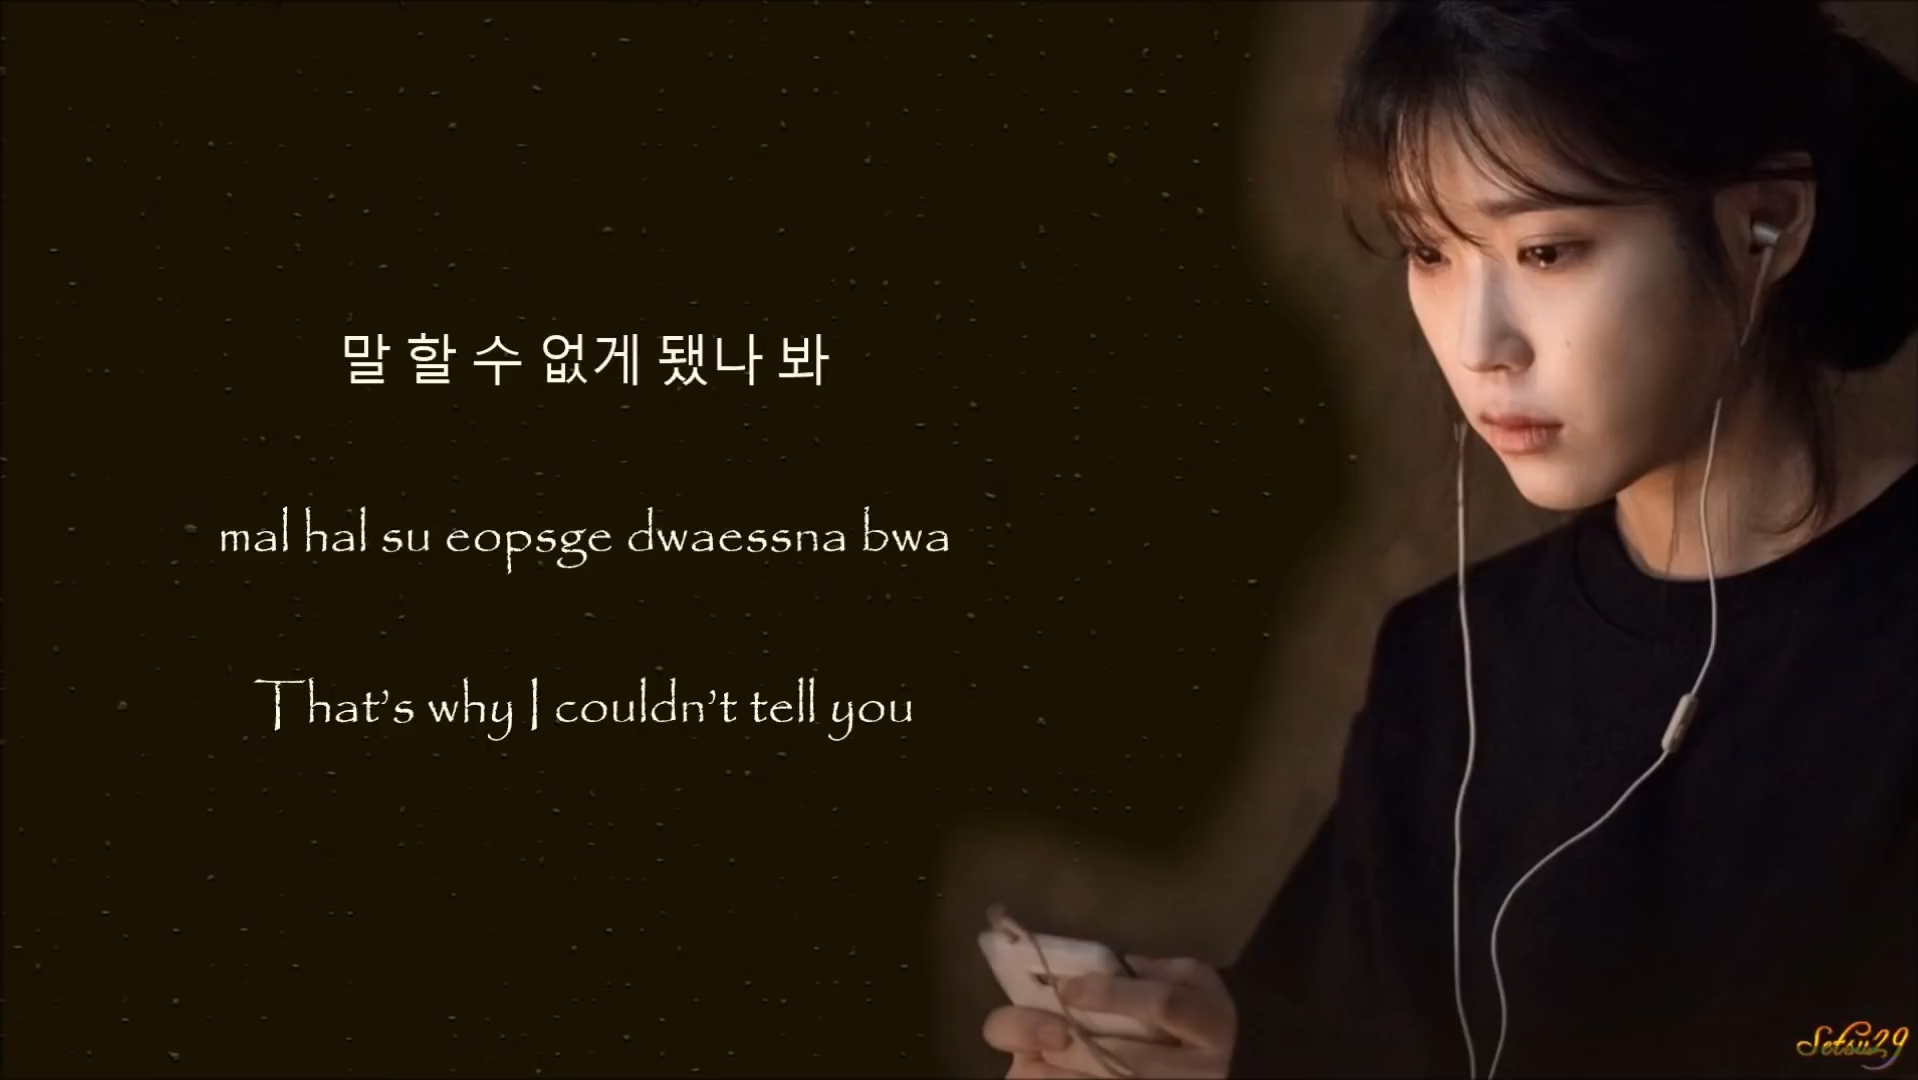 말 할 수 없게 됐나 봐
mal hal su eopsge dwaessna bwa
That's why I couldn't tell you
Setsu29